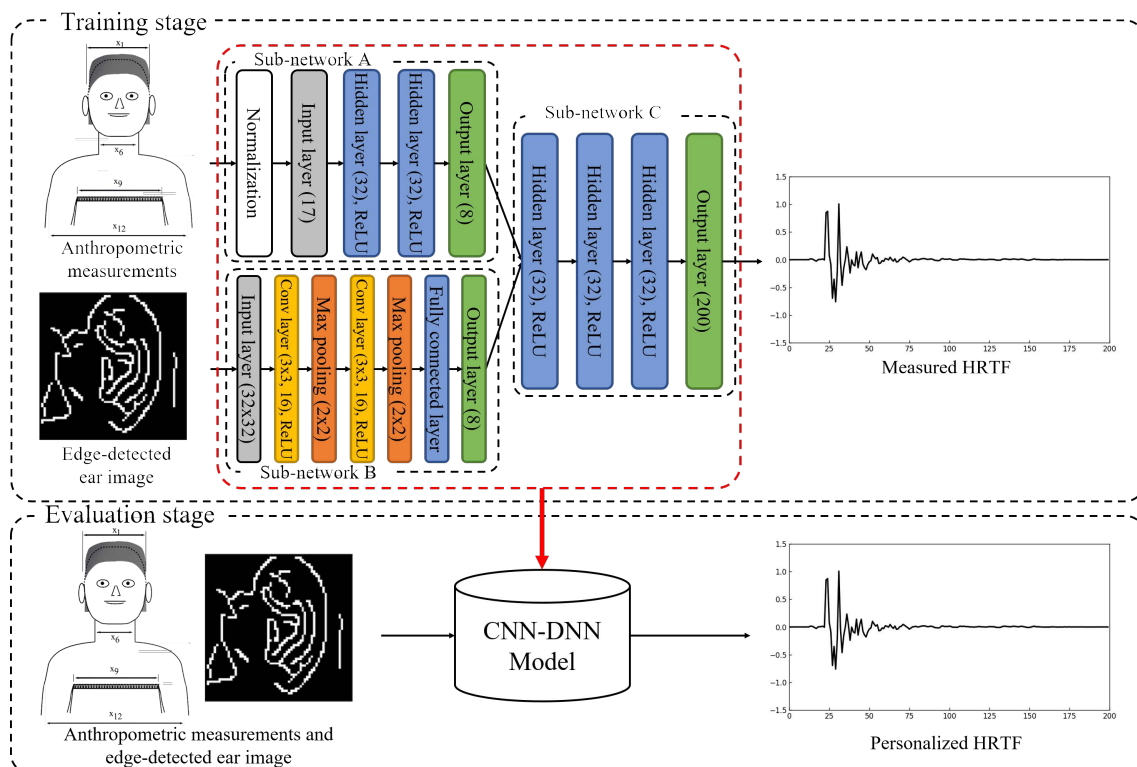 Training stage
x1
x6
x9
x12
Anthropometric
measurements
Edge-detected
ear image
Sub-network A
Normalization
Input layer (17)
Hidden layer (32), ReLU
Hidden layer (32), ReLU
Output layer (8)
Input layer (32x32)
Conv layer (3x3, 16), ReLU
Max pooling (2x2)
Conv layer (3x3, 16), ReLU
Max pooling (2x2)
Fully connected layer
Output layer (8)
Sub-network B
Sub-network C
Hidden layer (32), ReLU
Hidden layer (32), ReLU
Hidden layer (32), ReLU
Output layer (200)
1.5
1.0
0.5
0.0
-0.5
-1.0
-1.5
0 25 50 75 100 125 150 175 200
Measured HRTF
Evaluation stage
x1
x6
x9
x12
Anthropometric measurements and
edge-detected ear image
CNN-DNN
Model
1.5
1.0
0.5
0.0
-0.5
-1.0
-1.5
0 25 50 75 100 125 150 175 200
Personalized HRTF